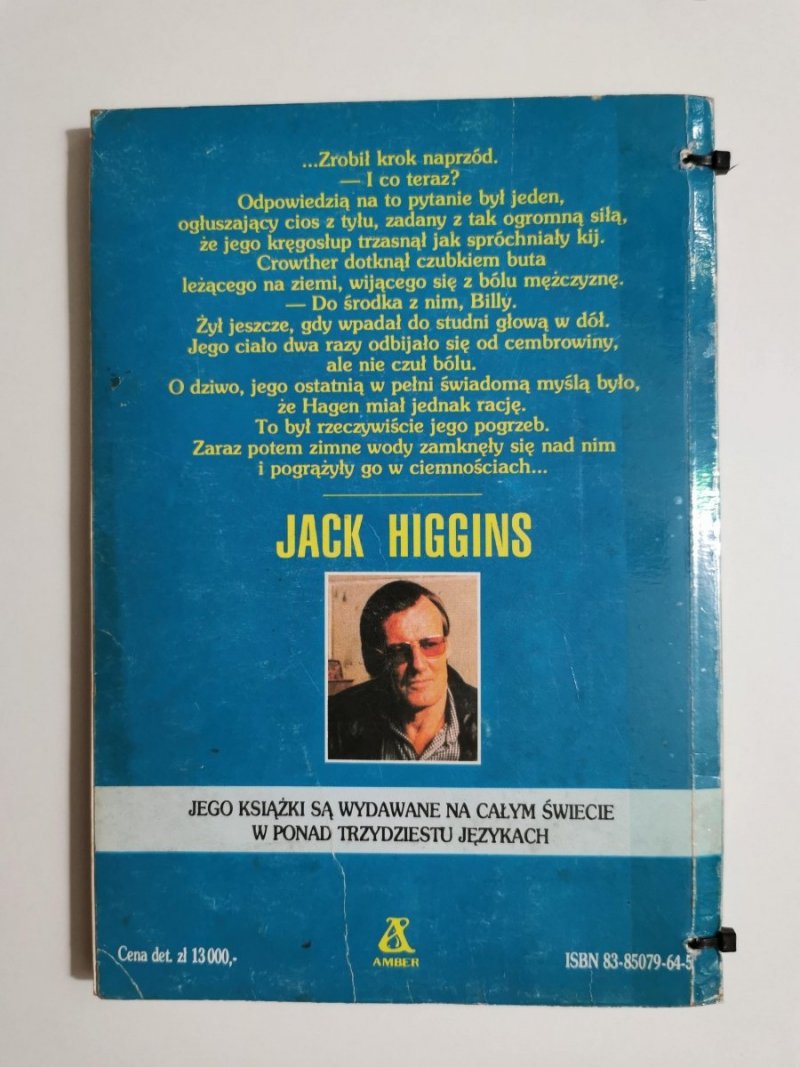 ...Zrobił krok naprzód.
— I co teraz?
Odpowiedzią na to pytanie był jeden,
ogłuszający cios z tyłu, zadany z tak ogromną siłą,
że jego kręgosłup trzasnął jak spróchniały kij.
Crowther dotknął czubkiem buta
leżącego na ziemi, wijącego się z bólu mężczyznę.
— Do środka z nim, Billy.
Żył jeszcze, gdy wpadał do studni głową w dół.
Jego ciało dwa razy odbijało się od cembrowiny,
ale nie czuł bólu.
O dziwo, jego ostatnią w pełni świadomą myślą było,
że Hagen miał jednak rację.
To był rzeczywiście jego pogrzeb.
Zaraz potem zimne wody zamknęły się nad nim
i pogrążyły go w ciemnościach...
JACK HIGGINS
JEGO KSIĄŻKI SĄ WYDAWANE NA CAŁYM ŚWIECIE
W PONAD TRZYDZIESTU JĘZYKACH
Cena det. zł 13 000,-
AMBER
ISBN 83-85079-64-5